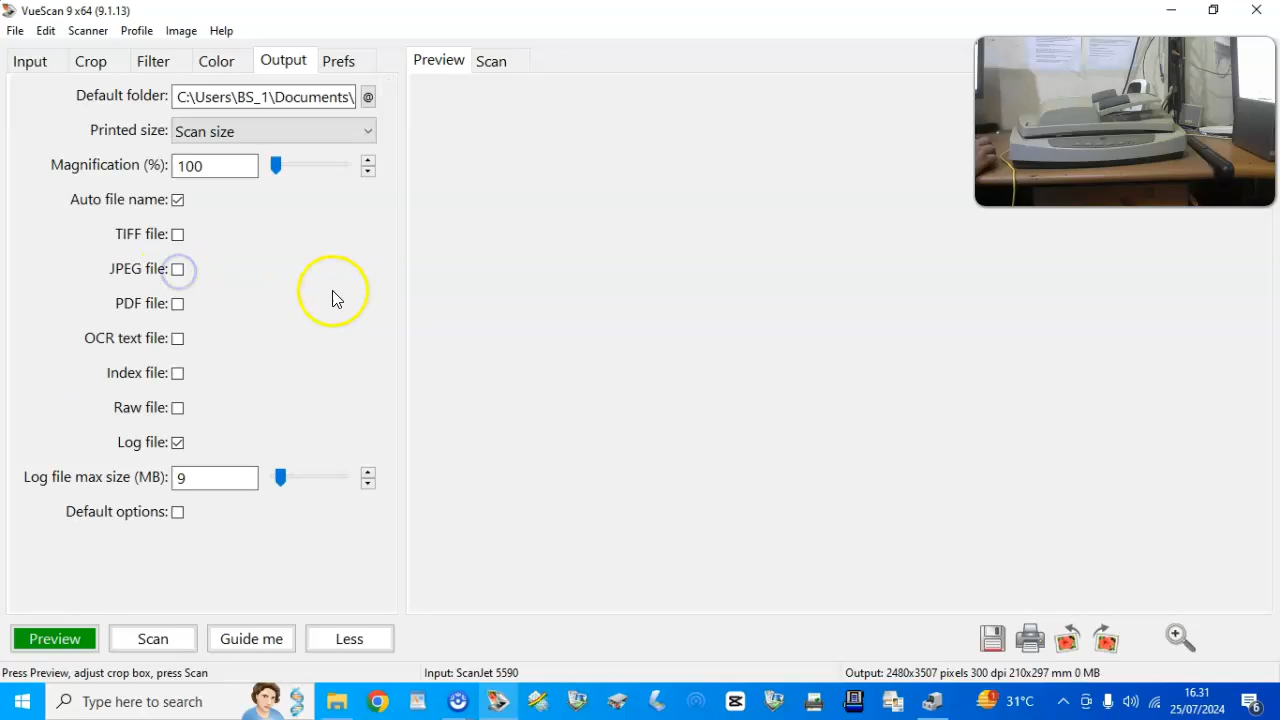 VueScan 9 x64 (9.1.13)
File Edit Scanner Profile Image Help
Input Crop Filter Color Output Prefs
Preview Scan
Default folder: C:\Users\BS_1\Documents\ @
Printed size: Scan size
Magnification (%): 100
Auto file name:
TIFF file:
JPEG file:
PDF file:
OCR text file:
Index file:
Raw file:
Log file:
Log file max size (MB): 9
Default options:
Preview Scan Guide me Less
Press Preview, adjust crop box, press Scan
Input: ScanJet 5590
Output: 2480x3507 pixels 300 dpi 210x297 mm 0 MB
Type here to search
31°C
16.31
25/07/2024
6